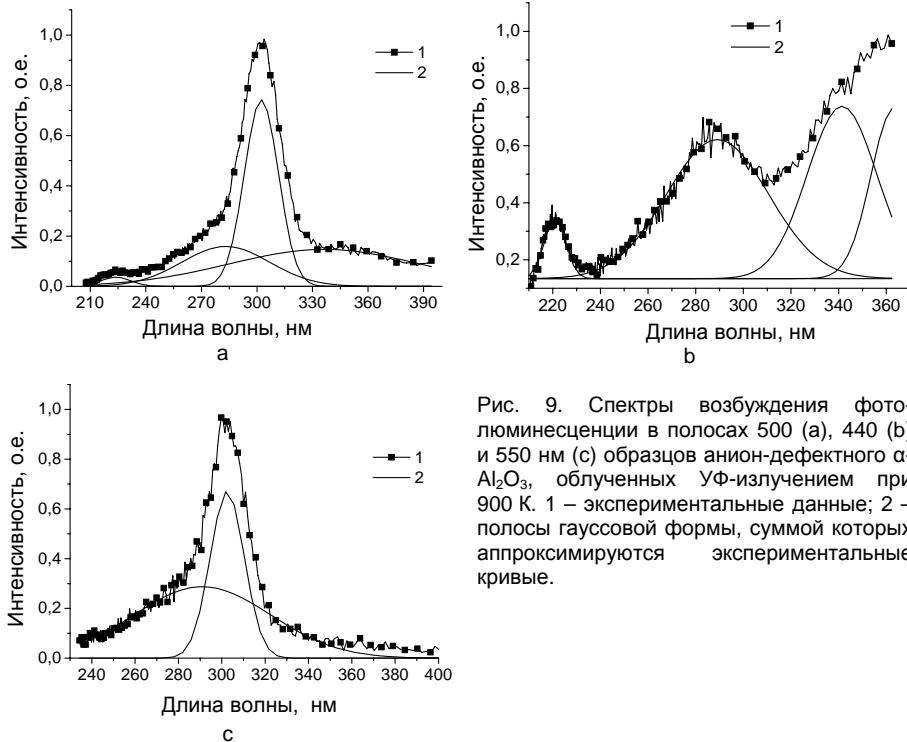 1,0
0,8
0,6
0,4
0,2
0,0
Интенсивность, о.е.
1
2
210 240 270 300 330 360 390
Длина волны, нм
а
1,0
0,8
0,6
0,4
0,2
Интенсивность, о.е.
1
2
220 240 260 280 300 320 340 360
Длина волны, нм
b
1,0
0,8
0,6
0,4
0,2
0,0
Интенсивность, о.е.
1
2
240 260 280 300 320 340 360 380 400
Длина волны, нм
с
Рис. 9. Спектры возбуждения фото-
люминесценции в полосах 500 (а), 440 (b)
и 550 нм (с) образцов анион-дефектного α-
Al₂O₃, облученных УФ-излучением при
900 К. 1 – экспериментальные данные; 2 –
полосы гауссовой формы, суммой которых
аппроксимируются экспериментальные
кривые.